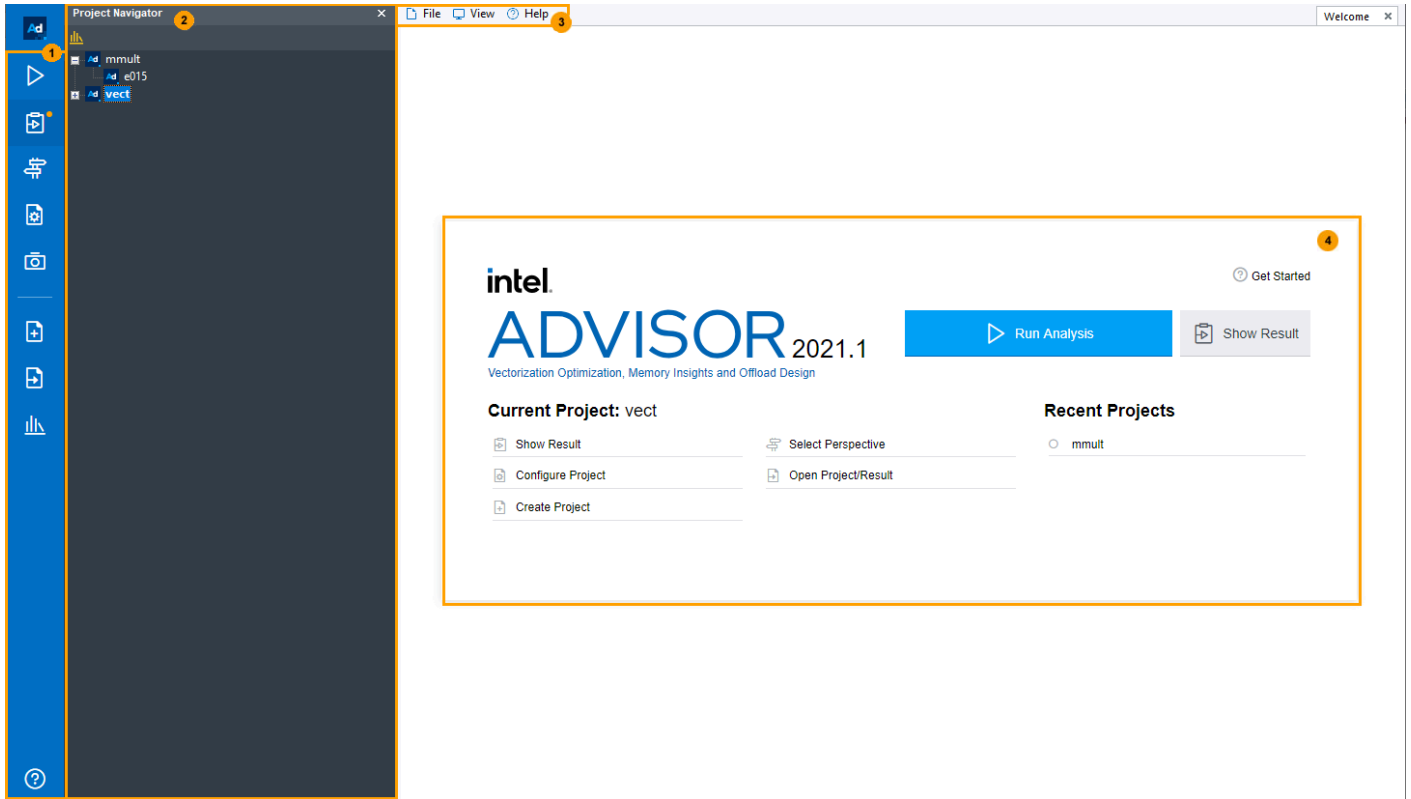 Ad
1
Project Navigator
2
mmult
e015
vect
File View Help
3
Welcome
4
intel.
Get Started
ADVISOR 2021.1
Run Analysis
Show Result
Vectorization Optimization, Memory Insights and Offload Design
Current Project: vect
Recent Projects
Show Result
Select Perspective
mmult
Configure Project
Open Project/Result
Create Project